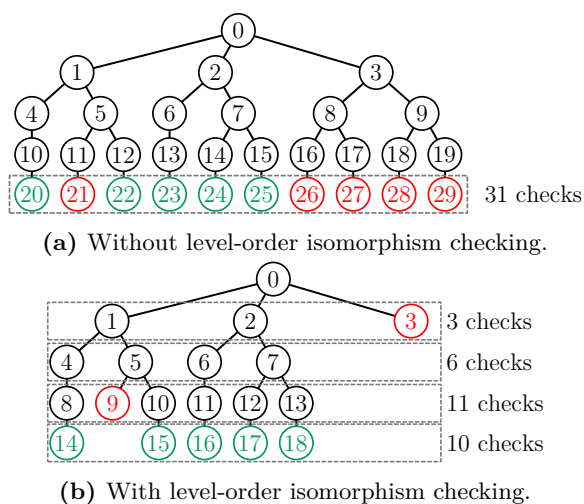 0
1 2 3
4 5 6 7 8 9
10 11 12 13 14 15 16 17 18 19
20 21 22 23 24 25 26 27 28 29 31 checks
(a) Without level-order isomorphism checking.
0
1 2 3 3 checks
4 5 6 7 6 checks
8 9 10 11 12 13 11 checks
14 15 16 17 18 10 checks
(b) With level-order isomorphism checking.